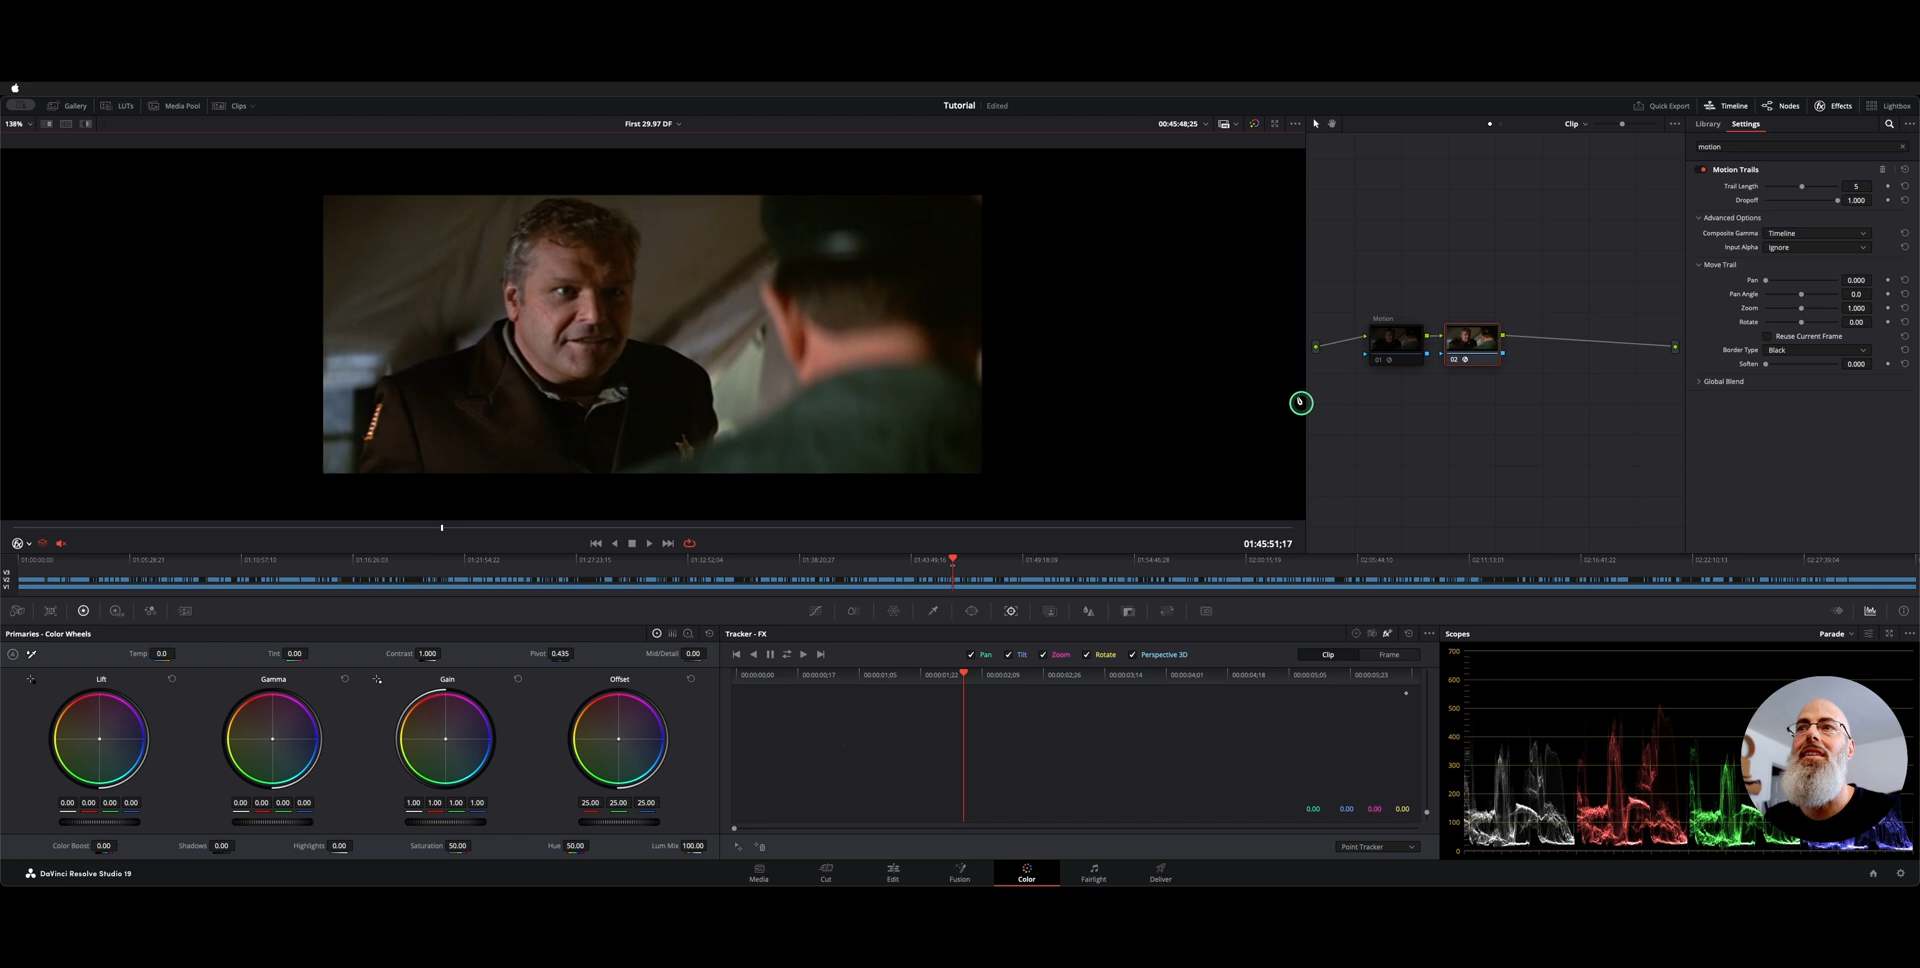 Gallery LUTs Media Pool Clips Tutorial Edited Quick Export Timeline Nodes Effects Lightbox
138% First 29.97 DF 00:45:48;25 Clip Library Settings
motion
Motion Trails
Trail Length 5
Dropoff 1.000
Advanced Options
Composite Gamma Timeline
Input Alpha Ignore
Move Trail
Pan 0.000
Pan Angle 0.0
Zoom 1.000
Rotate 0.00
Reuse Current Frame
Border Type Black
Soften 0.000
Global Blend
Motion
01 02
01:45:51;17
01:00:00;00 01:05:28;21 01:10:57;10 01:16:26;03 01:21:54;22 01:27:23;15 01:32:52;04 01:38:20;27 01:43:49;16 01:49:18;09 01:54:46;28 02:00:15;19 02:05:44;10 02:11:13;01 02:16:41;22 02:22:10;13 02:27:39;04
V3
V2
V1
Primaries - Color Wheels Tracker - FX Scopes Parade
Temp 0.0 Tint 0.00 Contrast 1.000 Pivot 0.435 Mid/Detail 0.00 Pan Tilt Zoom Rotate Perspective 3D Clip Frame
Lift Gamma Gain Offset
00:00:00;00 00:00:00;17 00:00:01;05 00:00:01;22 00:00:02;09 00:00:02;26 00:00:03;14 00:00:04;01 00:00:04;18 00:00:05;05 00:00:05;23
700
600
500
400
300
200
100
0
0.00 0.00 0.00 0.00 0.00 0.00 0.00 0.00 1.00 1.00 1.00 1.00 25.00 25.00 25.00
0.00 0.00 0.00 0.00
Color Boost 0.00 Shadows 0.00 Highlights 0.00 Saturation 50.00 Hue 50.00 Lum Mix 100.00 Point Tracker
DaVinci Resolve Studio 19 Media Cut Edit Fusion Color Fairlight Deliver